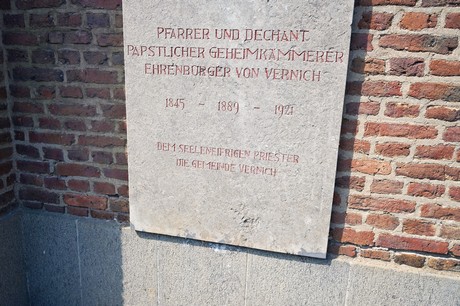 PFARRER UND DECHANT
PÄPSTLICHER GEHEIMKÄMMERER
EHRENBÜRGER VON VERNICH
1845 - 1889 - 1921
DEM SEELENEIFRIGEN PRIESTER
DIE GEMEINDE VERNICH